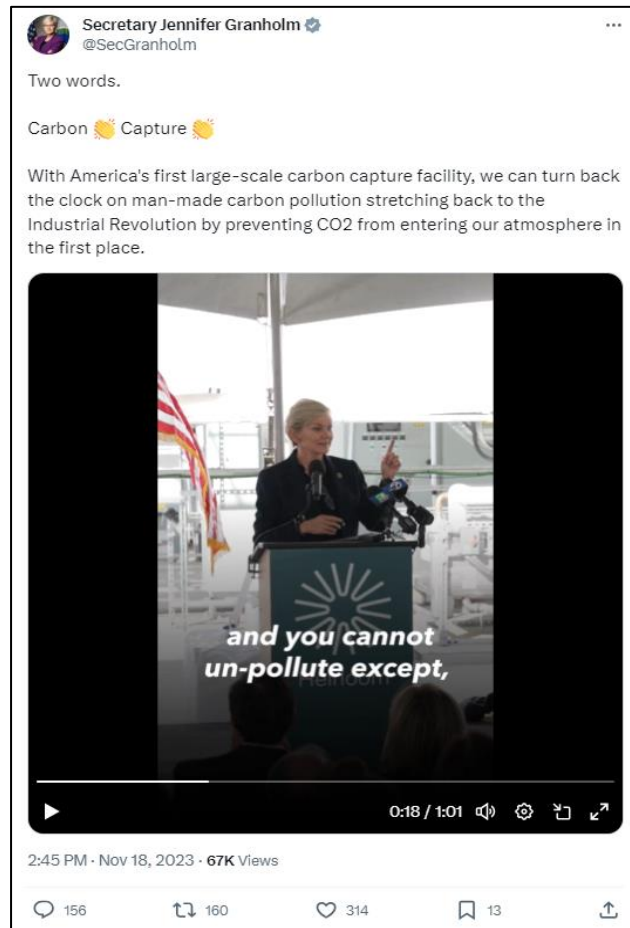 Secretary Jennifer Granholm
@SecGranholm
Two words.
Carbon 👏 Capture 👏
With America's first large-scale carbon capture facility, we can turn back
the clock on man-made carbon pollution stretching back to the
Industrial Revolution by preventing CO2 from entering our atmosphere in
the first place.
and you cannot
un-pollute except,
Heirloom
0:18 / 1:01
2:45 PM · Nov 18, 2023 · 67K Views
156 160 314 13